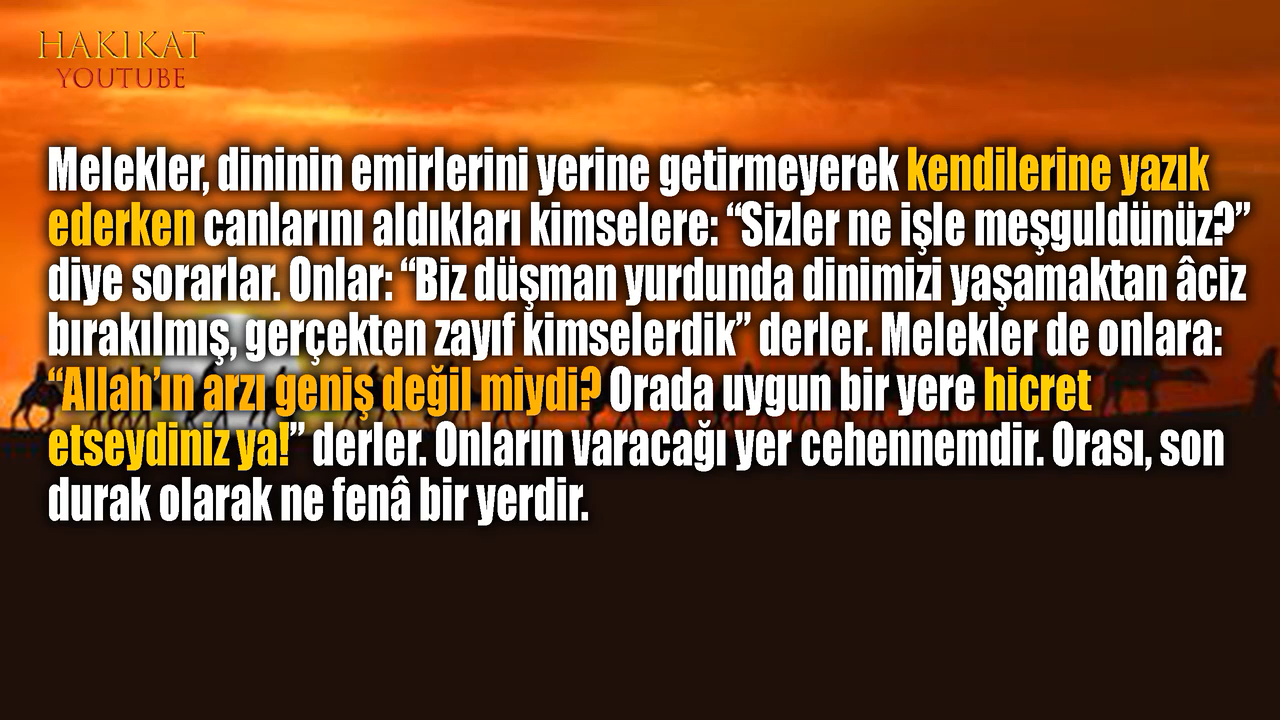 HAKIKAT
YOUTUBE
Melekler, dininin emirlerini yerine getirmeyerek kendilerine yazık
ederken canlarını aldıkları kimselere: “Sizler ne işle meşguldünüz?”
diye sorarlar. Onlar: “Biz düşman yurdunda dinimizi yaşamaktan âciz
bırakılmış, gerçekten zayıf kimselerdik” derler. Melekler de onlara:
“Allah’ın arzı geniş değil miydi? Orada uygun bir yere hicret
etseydiniz ya!” derler. Onların varacağı yer cehennemdir. Orası, son
durak olarak ne fenâ bir yerdir.